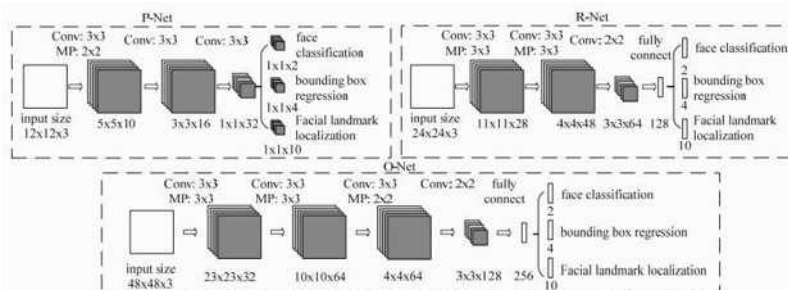 P-Net
Conv: 3x3 Conv: 3x3 Conv: 3x3
MP: 2x2
face
classification
1x1x2
bounding box
regression
1x1x4
Facial landmark
localization
1x1x10
input size
12x12x3
5x5x10 3x3x16 1x1x32
R-Net
Conv: 3x3 Conv: 3x3 Conv: 2x2 fully
MP: 3x3 MP: 3x3 connect
face classification
2
bounding box
regression
4
Facial landmark
localization
10
input size
24x24x3
11x11x28 4x4x48 3x3x64 128
O-Net
Conv: 3x3 Conv: 3x3 Conv: 3x3 Conv: 2x2 fully
MP: 3x3 MP: 3x3 MP: 2x2 connect
face classification
2
bounding box regression
4
Facial landmark localization
10
input size
48x48x3
23x23x32 10x10x64 4x4x64 3x3x128 256